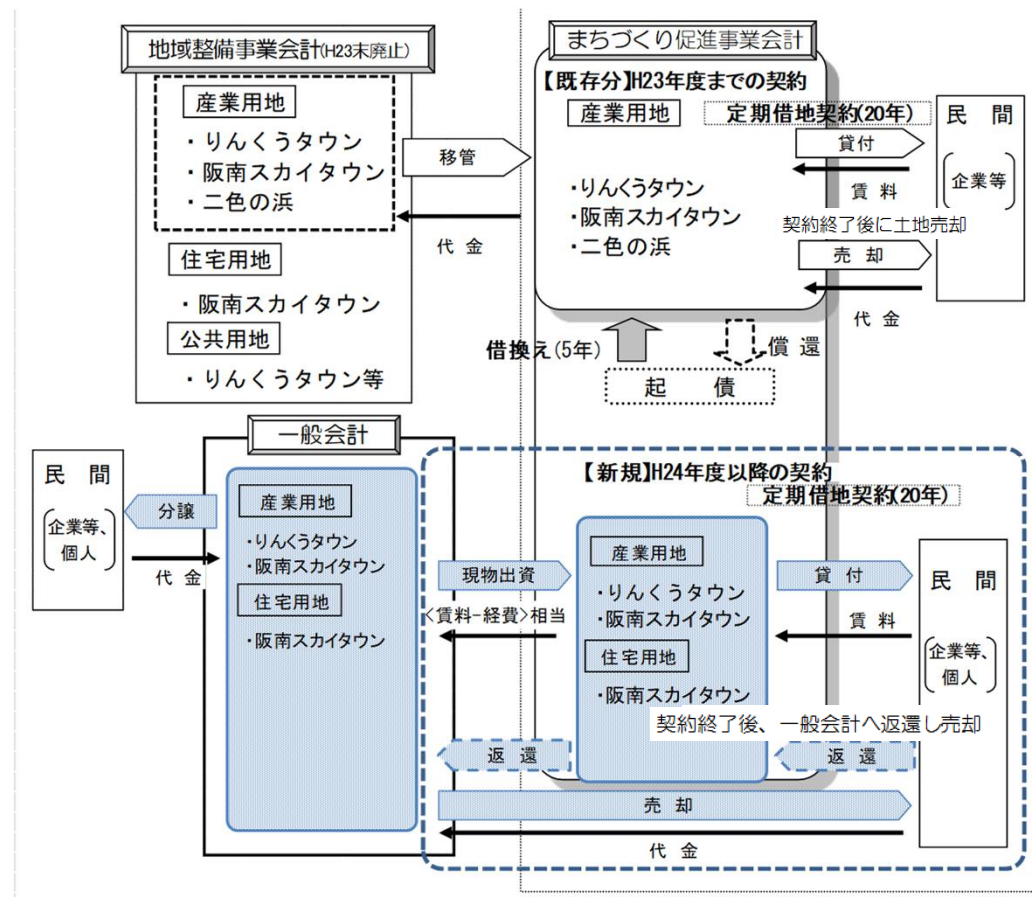 地域整備事業会計(H23末廃止)
産業用地
・りんくうタウン
・阪南スカイタウン
・二色の浜
住宅用地
・阪南スカイタウン
公共用地
・りんくうタウン等
移管
代 金
まちづくり促進事業会計
【既存分】H23年度までの契約
産業用地
定期借地契約(20年)
・りんくうタウン
・阪南スカイタウン
・二色の浜
貸付
賃 料
契約終了後に土地売却
売 却
代 金
民 間
企業等
借換え(5年)
償 還
起 債
一般会計
民 間
企業等、
個人
分譲
代 金
産業用地
・りんくうタウン
・阪南スカイタウン
住宅用地
・阪南スカイタウン
【新規】H24年度以降の契約
定期借地契約(20年)
現物出資
<賃料-経費>相当
産業用地
・りんくうタウン
・阪南スカイタウン
住宅用地
・阪南スカイタウン
貸 付
賃 料
民 間
企業等、
個人
契約終了後、一般会計へ返還し売却
返 還
返 還
売 却
代 金